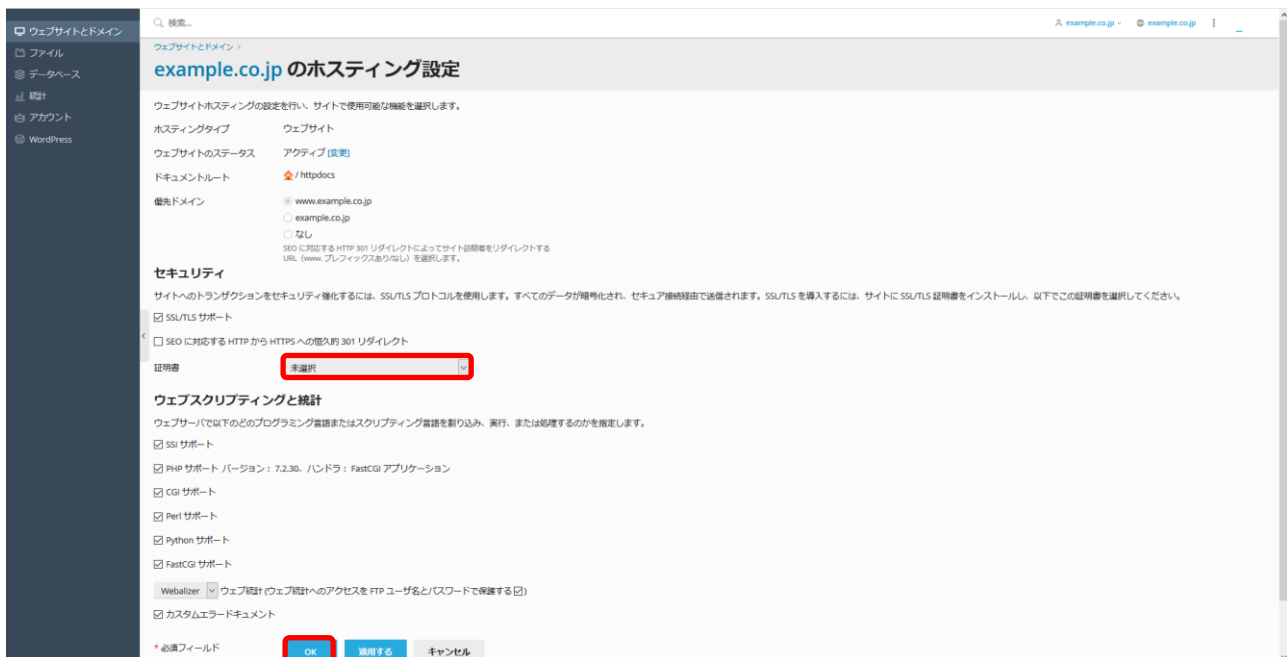 ウェブサイトとドメイン
ファイル
データベース
統計
アカウント
WordPress
検索...
example.co.jp
example.co.jp
ウェブサイトとドメイン
example.co.jp のホスティング設定
ウェブサイトホスティングの設定を行い、サイトで使用可能な機能を選択します。
ホスティングタイプ ウェブサイト
ウェブサイトのステータス アクティブ [変更]
ドキュメントルート / httpdocs
優先ドメイン www.example.co.jp
example.co.jp
なし
SEO に対応する HTTP 301 リダイレクトによってサイト訪問者をリダイレクトする
URL（www. プレフィックスあり/なし）を選択します。
セキュリティ
サイトへのトランザクションをセキュリティ強化するには、SSL/TLS プロトコルを使用します。すべてのデータが暗号化され、セキュア接続経由で送信されます。SSL/TLS を導入するには、サイトに SSL/TLS 証明書をインストールし、以下でこの証明書を選択してください。
SSL/TLS サポート
SEO に対応する HTTP から HTTPS への恒久的 301 リダイレクト
証明書 未選択
ウェブスクリプティングと統計
ウェブサーバで以下のどのプログラミング言語またはスクリプティング言語を割り込み、実行、または処理するのかを指定します。
SSI サポート
PHP サポート バージョン： 7.2.30、ハンドラ： FastCGI アプリケーション
CGI サポート
Perl サポート
Python サポート
FastCGI サポート
Webalizer ウェブ統計 (ウェブ統計へのアクセスを FTP ユーザ名とパスワードで保護する )
カスタムエラードキュメント
* 必須フィールド OK 適用する キャンセル